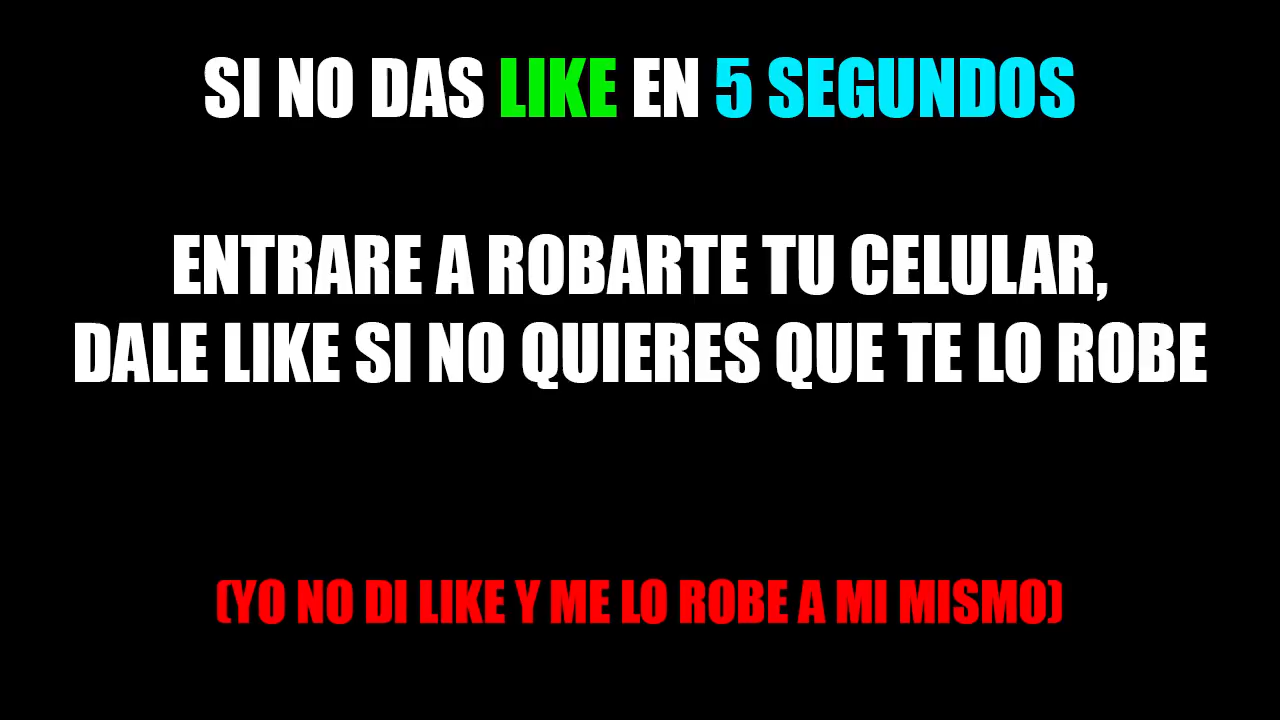 SI NO DAS LIKE EN 5 SEGUNDOS
ENTRARE A ROBARTE TU CELULAR,
DALE LIKE SI NO QUIERES QUE TE LO ROBE
(YO NO DI LIKE Y ME LO ROBE A MI MISMO)